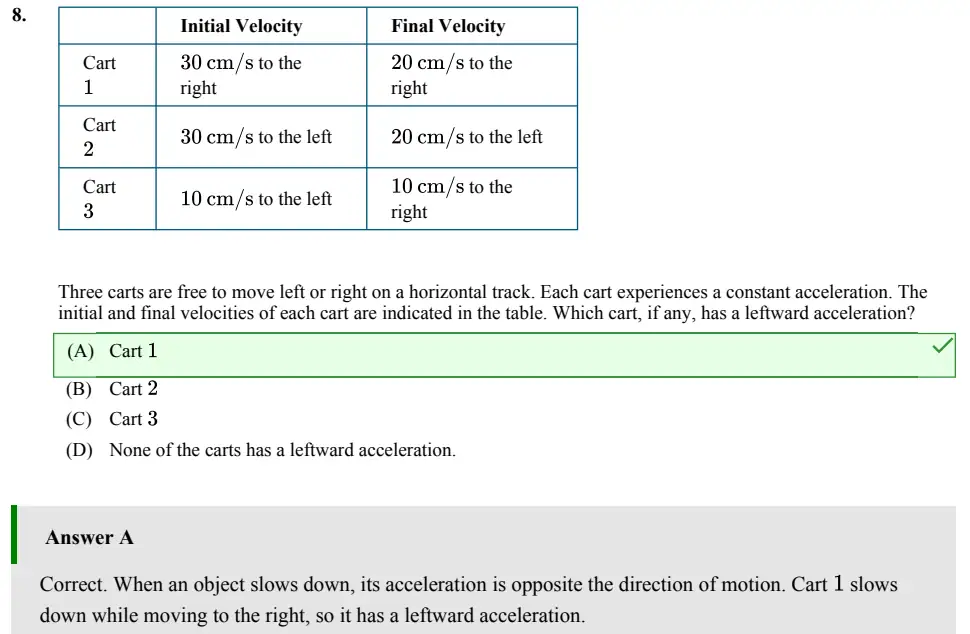 8.
Initial Velocity Final Velocity
Cart 30 cm/s to the 20 cm/s to the
1 right right
Cart
2 30 cm/s to the left 20 cm/s to the left
Cart 10 cm/s to the left 10 cm/s to the
3 right
Three carts are free to move left or right on a horizontal track. Each cart experiences a constant acceleration. The
initial and final velocities of each cart are indicated in the table. Which cart, if any, has a leftward acceleration?
(A) Cart 1
(B) Cart 2
(C) Cart 3
(D) None of the carts has a leftward acceleration.
Answer A
Correct. When an object slows down, its acceleration is opposite the direction of motion. Cart 1 slows
down while moving to the right, so it has a leftward acceleration.